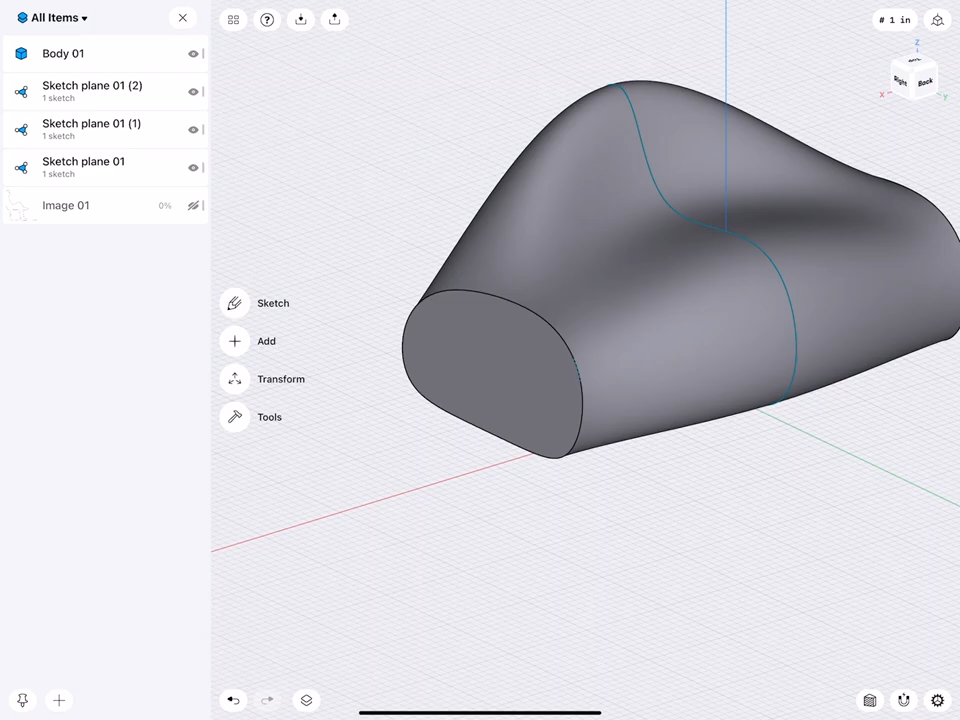 All Items ▾
# 1 in
Z
Right
Back
X
Y
Body 01
Sketch plane 01 (2)
1 sketch
Sketch plane 01 (1)
1 sketch
Sketch plane 01
1 sketch
Image 01
0%
Sketch
Add
Transform
Tools